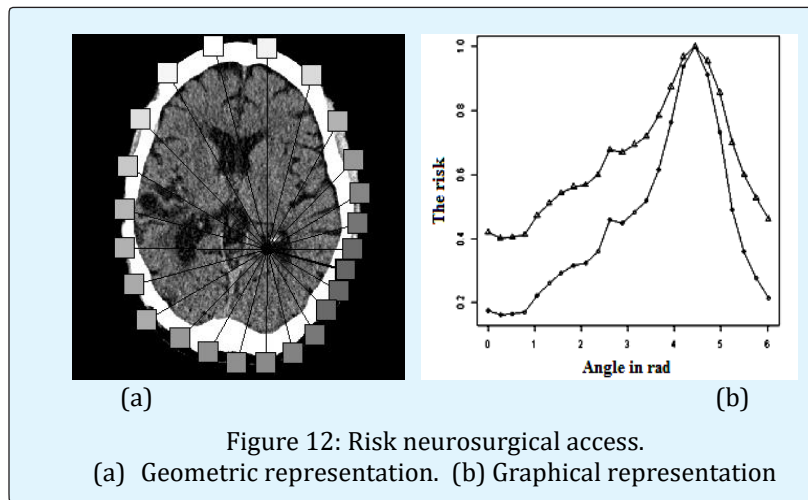 The risk
1.0
0.8
0.6
0.4
0.2
0 1 2 3 4 5 6
Angle in rad
(a) (b)
Figure 12: Risk neurosurgical access.
(a) Geometric representation. (b) Graphical representation